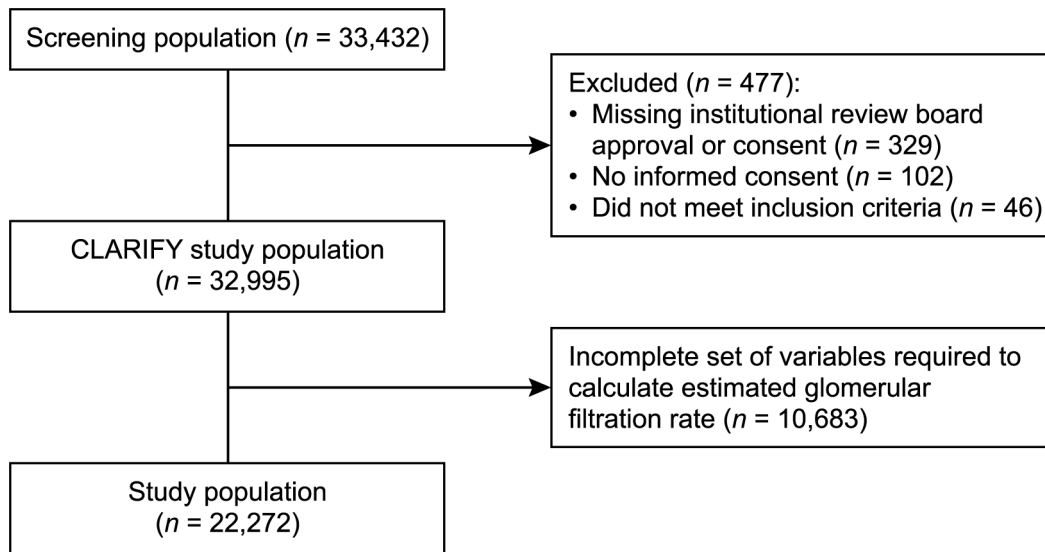 Screening population (n = 33,432)
Excluded (n = 477):
• Missing institutional review board
approval or consent (n = 329)
• No informed consent (n = 102)
• Did not meet inclusion criteria (n = 46)
CLARIFY study population
(n = 32,995)
Incomplete set of variables required to
calculate estimated glomerular
filtration rate (n = 10,683)
Study population
(n = 22,272)